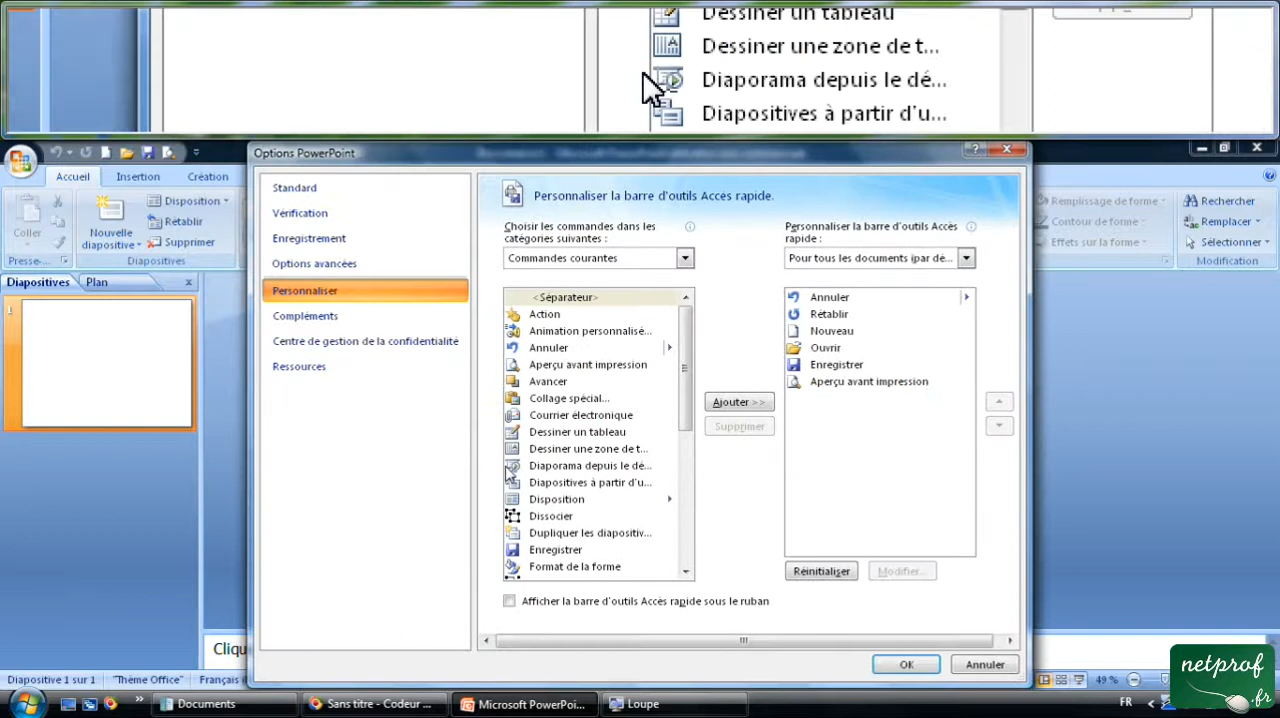 Dessiner un tableau
Dessiner une zone de t...
Diaporama depuis le dé...
Diapositives à partir d'u...
Options PowerPoint
Accueil
Insertion
Création
Coller
Presse-...
Nouvelle
diapositive
Disposition
Rétablir
Supprimer
Diapositives
Remplissage de forme
Contour de forme
Effets sur la forme
Rechercher
Remplacer
Sélectionner
Modification
Diapositives
Plan
1
Standard
Vérification
Enregistrement
Options avancées
Personnaliser
Compléments
Centre de gestion de la confidentialité
Ressources
Personnaliser la barre d'outils Accès rapide.
Choisir les commandes dans les
catégories suivantes :
Commandes courantes
<Séparateur>
Action
Animation personnalisé...
Annuler
Aperçu avant impression
Avancer
Collage spécial...
Courrier électronique
Dessiner un tableau
Dessiner une zone de t...
Diaporama depuis le dé...
Diapositives à partir d'u...
Disposition
Dissocier
Dupliquer les diapositiv...
Enregistrer
Format de la forme
Ajouter >>
Supprimer
Personnaliser la barre d'outils Accès
rapide :
Pour tous les documents (par dé...
Annuler
Rétablir
Nouveau
Ouvrir
Enregistrer
Aperçu avant impression
Réinitialiser
Modifier...
Afficher la barre d'outils Accès rapide sous le ruban
OK
Annuler
Cliqu
Diapositive 1 sur 1
"Thème Office"
Français
49 %
Documents
Sans titre - Codeur ...
Microsoft PowerPoi...
Loupe
FR
netprof
.fr